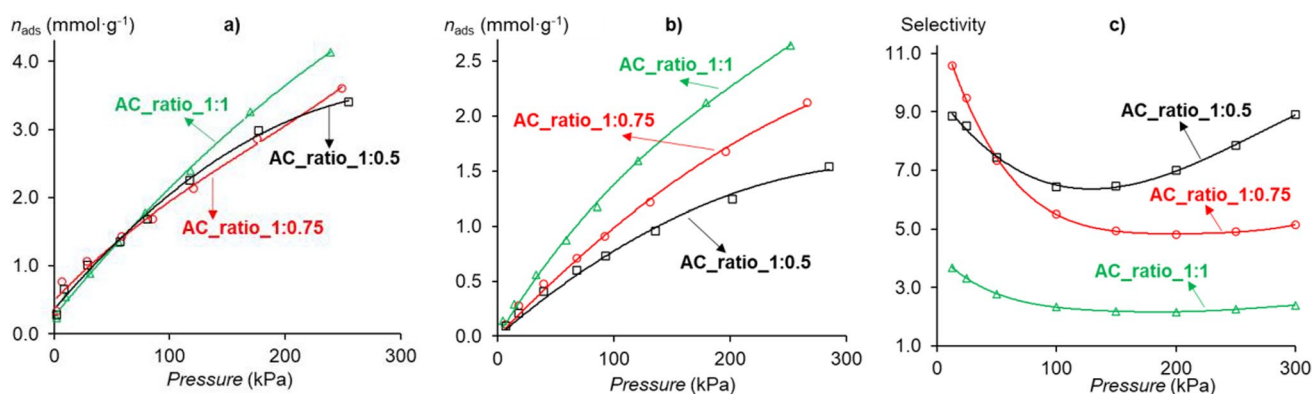 nads (mmol·g-1) a)
4.0
3.0
2.0
1.0
0.0
AC_ratio_1:1
AC_ratio_1:0.5
AC_ratio_1:0.75
0 100 200 300
Pressure (kPa)
nads (mmol·g-1) b)
2.5
2.0
1.5
1.0
0.5
0.0
AC_ratio_1:1
AC_ratio_1:0.75
AC_ratio_1:0.5
0 100 200 300
Pressure (kPa)
Selectivity c)
11.0
9.0
7.0
5.0
3.0
1.0
AC_ratio_1:0.5
AC_ratio_1:0.75
AC_ratio_1:1
0 100 200 300
Pressure (kPa)